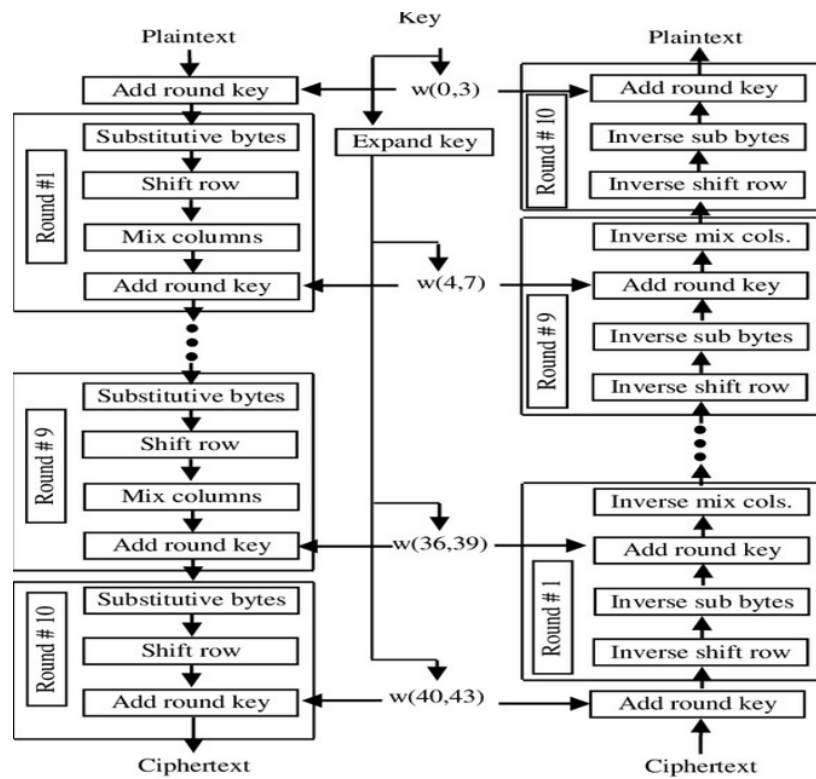 Key
Plaintext
Add round key
Round #1
Substitutive bytes
Shift row
Mix columns
Add round key
Round # 9
Substitutive bytes
Shift row
Mix columns
Add round key
Round # 10
Substitutive bytes
Shift row
Add round key
Ciphertext
w(0,3)
Expand key
w(4,7)
w(36,39)
w(40,43)
Plaintext
Round # 10
Add round key
Inverse sub bytes
Inverse shift row
Round # 9
Inverse mix cols.
Add round key
Inverse sub bytes
Inverse shift row
Round # 1
Inverse mix cols.
Add round key
Inverse sub bytes
Inverse shift row
Add round key
Ciphertext